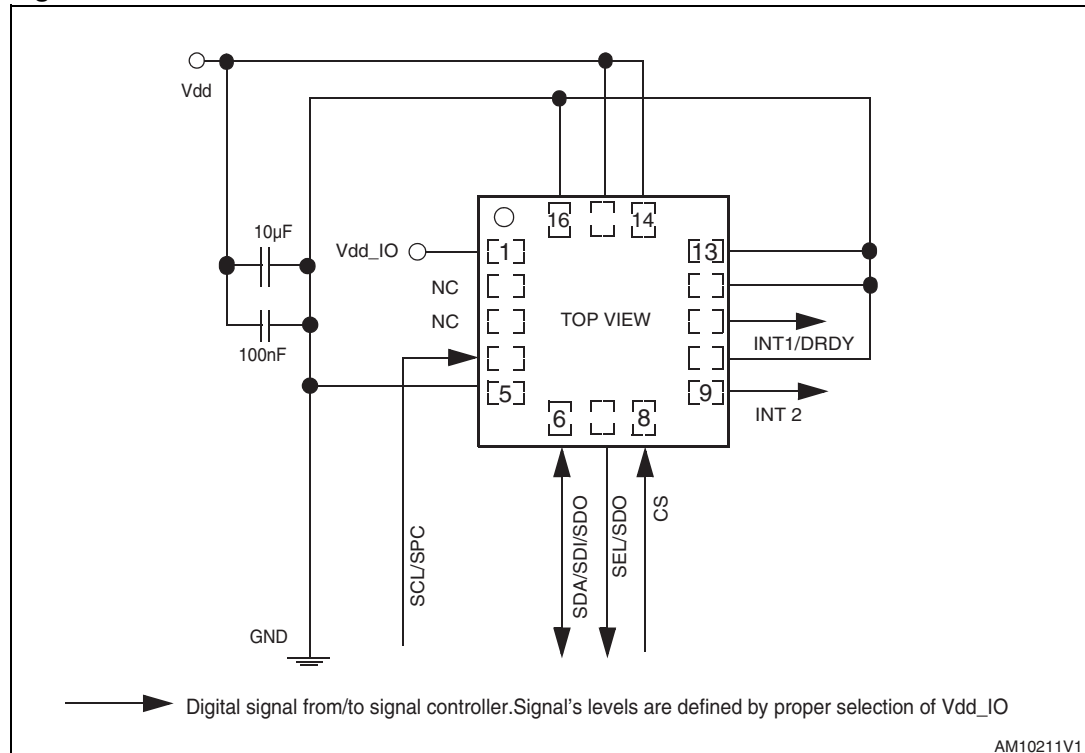 Vdd
16
14
10µF
Vdd_IO
1
13
NC
NC
TOP VIEW
INT1/DRDY
100nF
5
9
INT 2
6
8
SCL/SPC
SDA/SDI/SDO
SEL/SDO
CS
GND
Digital signal from/to signal controller.Signal's levels are defined by proper selection of Vdd_IO
AM10211V1